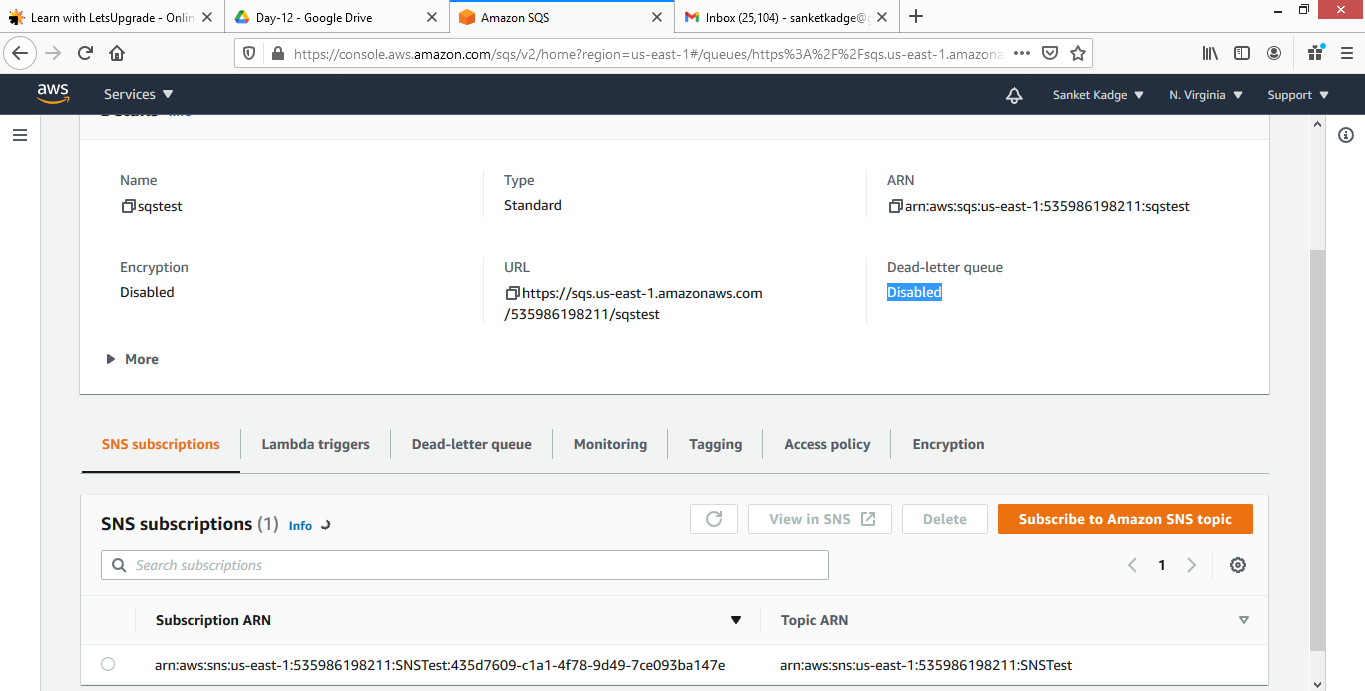 Learn with LetsUpgrade - Onlin
Day-12 - Google Drive
Amazon SQS
Inbox (25,104) - sanketkadge@
https://console.aws.amazon.com/sqs/v2/home?region=us-east-1#/queues/https%3A%2F%2Fsqs.us-east-1.amazona
aws
Services
Sanket Kadge
N. Virginia
Support
Details Info
Name
sqstest
Type
Standard
ARN
arn:aws:sqs:us-east-1:535986198211:sqstest
Encryption
Disabled
URL
https://sqs.us-east-1.amazonaws.com
/535986198211/sqstest
Dead-letter queue
Disabled
More
SNS subscriptions
Lambda triggers
Dead-letter queue
Monitoring
Tagging
Access policy
Encryption
SNS subscriptions (1) Info
View in SNS
Delete
Subscribe to Amazon SNS topic
Search subscriptions
1
Subscription ARN
Topic ARN
arn:aws:sns:us-east-1:535986198211:SNSTest:435d7609-c1a1-4f78-9d49-7ce093ba147e
arn:aws:sns:us-east-1:535986198211:SNSTest